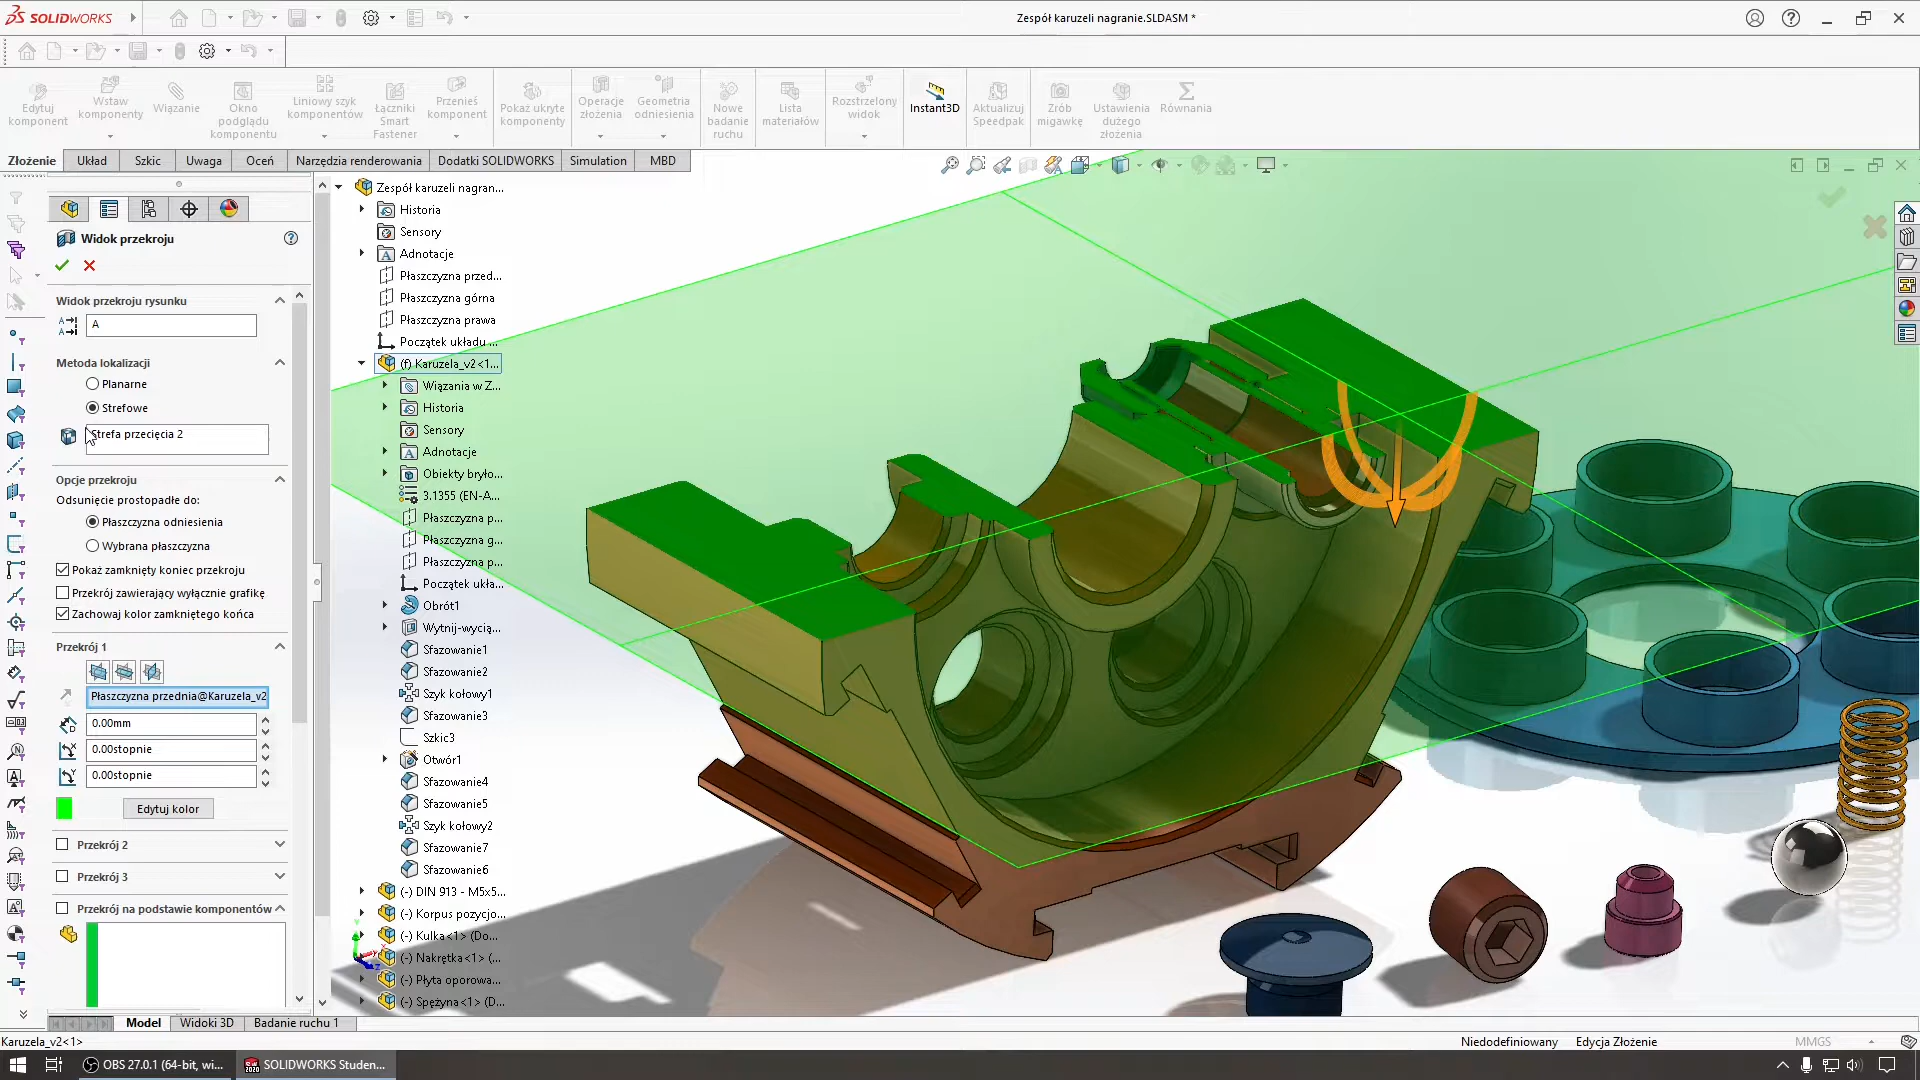 SOLIDWORKS
Zespół karuzeli nagranie.SLDASM *
Edytuj komponent
Wstaw komponenty
Wiązanie
Okno podglądu komponentu
Liniowy szyk komponentów
Łączniki Smart Fastener
Przenieś komponent
Pokaż ukryte komponenty
Operacje złożenia
Geometria odniesienia
Nowe badanie ruchu
Lista materiałów
Rozstrzelony widok
Instant3D
Aktualizuj Speedpak
Zrób migawkę
Ustawienia dużego złożenia
Równania
Złożenie
Układ
Szkic
Uwaga
Oceń
Narzędzia renderowania
Dodatki SOLIDWORKS
Simulation
MBD
Widok przekroju
Widok przekroju rysunku
A
Metoda lokalizacji
Planarne
Strefowe
Strefa przecięcia 2
Opcje przekroju
Odsunięcie prostopadłe do:
Płaszczyzna odniesienia
Wybrana płaszczyzna
Pokaż zamknięty koniec przekroju
Przekrój zawierający wyłącznie grafikę
Zachowaj kolor zamkniętego końca
Przekrój 1
Płaszczyzna przednia@Karuzela_v2
0.00mm
0.00stopnie
0.00stopnie
Edytuj kolor
Przekrój 2
Przekrój 3
Przekrój na podstawie komponentów
Zespół karuzeli nagran...
Historia
Sensory
Adnotacje
Płaszczyzna przed...
Płaszczyzna górna
Płaszczyzna prawa
Początek układu ...
(f) Karuzela_v2<1...
Wiązania w Z...
Historia
Sensory
Adnotacje
Obiekty bryło...
3.1355 (EN-A...
Płaszczyzna p...
Płaszczyzna g...
Płaszczyzna p...
Początek ukła...
Obrót1
Wytnij-wycią...
Sfazowanie1
Sfazowanie2
Szyk kołowy1
Sfazowanie3
Szkic3
Otwór1
Sfazowanie4
Sfazowanie5
Szyk kołowy2
Sfazowanie7
Sfazowanie6
(-) DIN 913 - M5x5...
(-) Korpus pozycjo...
(-) Kulka<1> (Do...
(-) Nakrętka<1> (...
(-) Płyta oporowa...
(-) Spężyna<1> (D...
Model
Widoki 3D
Badanie ruchu 1
Karuzela_v2<1>
Niedodefiniowany
Edycja Złożenie
MMGS
OBS 27.0.1 (64-bit, wi...
SOLIDWORKS Studen...